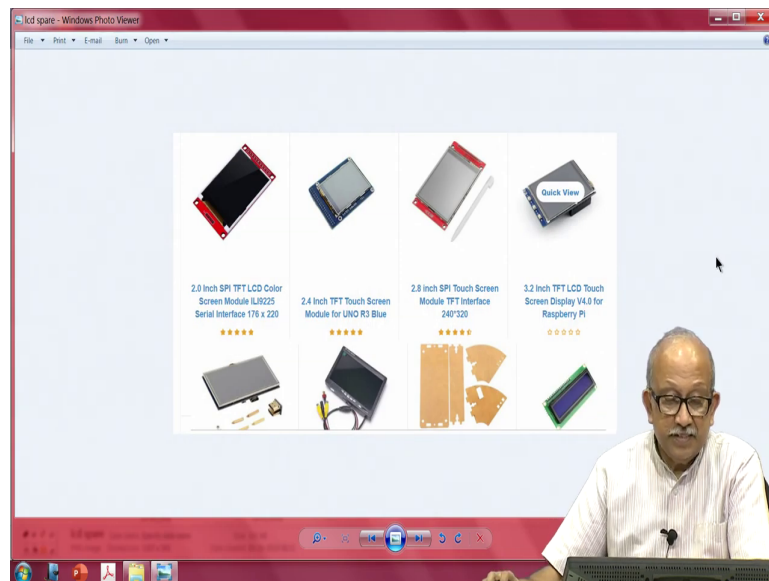 lcd spare - Windows Photo Viewer
File Print E-mail Burn Open
Quick View
2.0 Inch SPI TFT LCD Color
Screen Module ILI9225
Serial Interface 176 x 220
2.4 Inch TFT Touch Screen
Module for UNO R3 Blue
2.8 inch SPI Touch Screen
Module TFT Interface
240*320
3.2 Inch TFT LCD Touch
Screen Display V4.0 for
Raspberry Pi